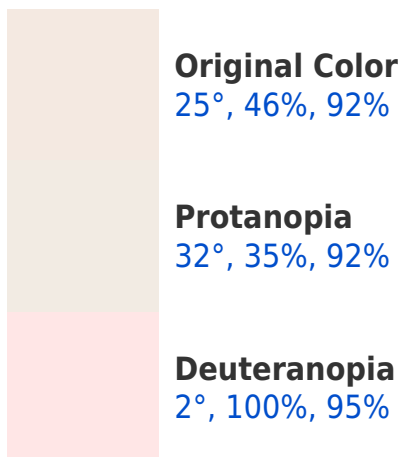 Original Color
25°, 46%, 92%
Protanopia
32°, 35%, 92%
Deuteranopia
2°, 100%, 95%